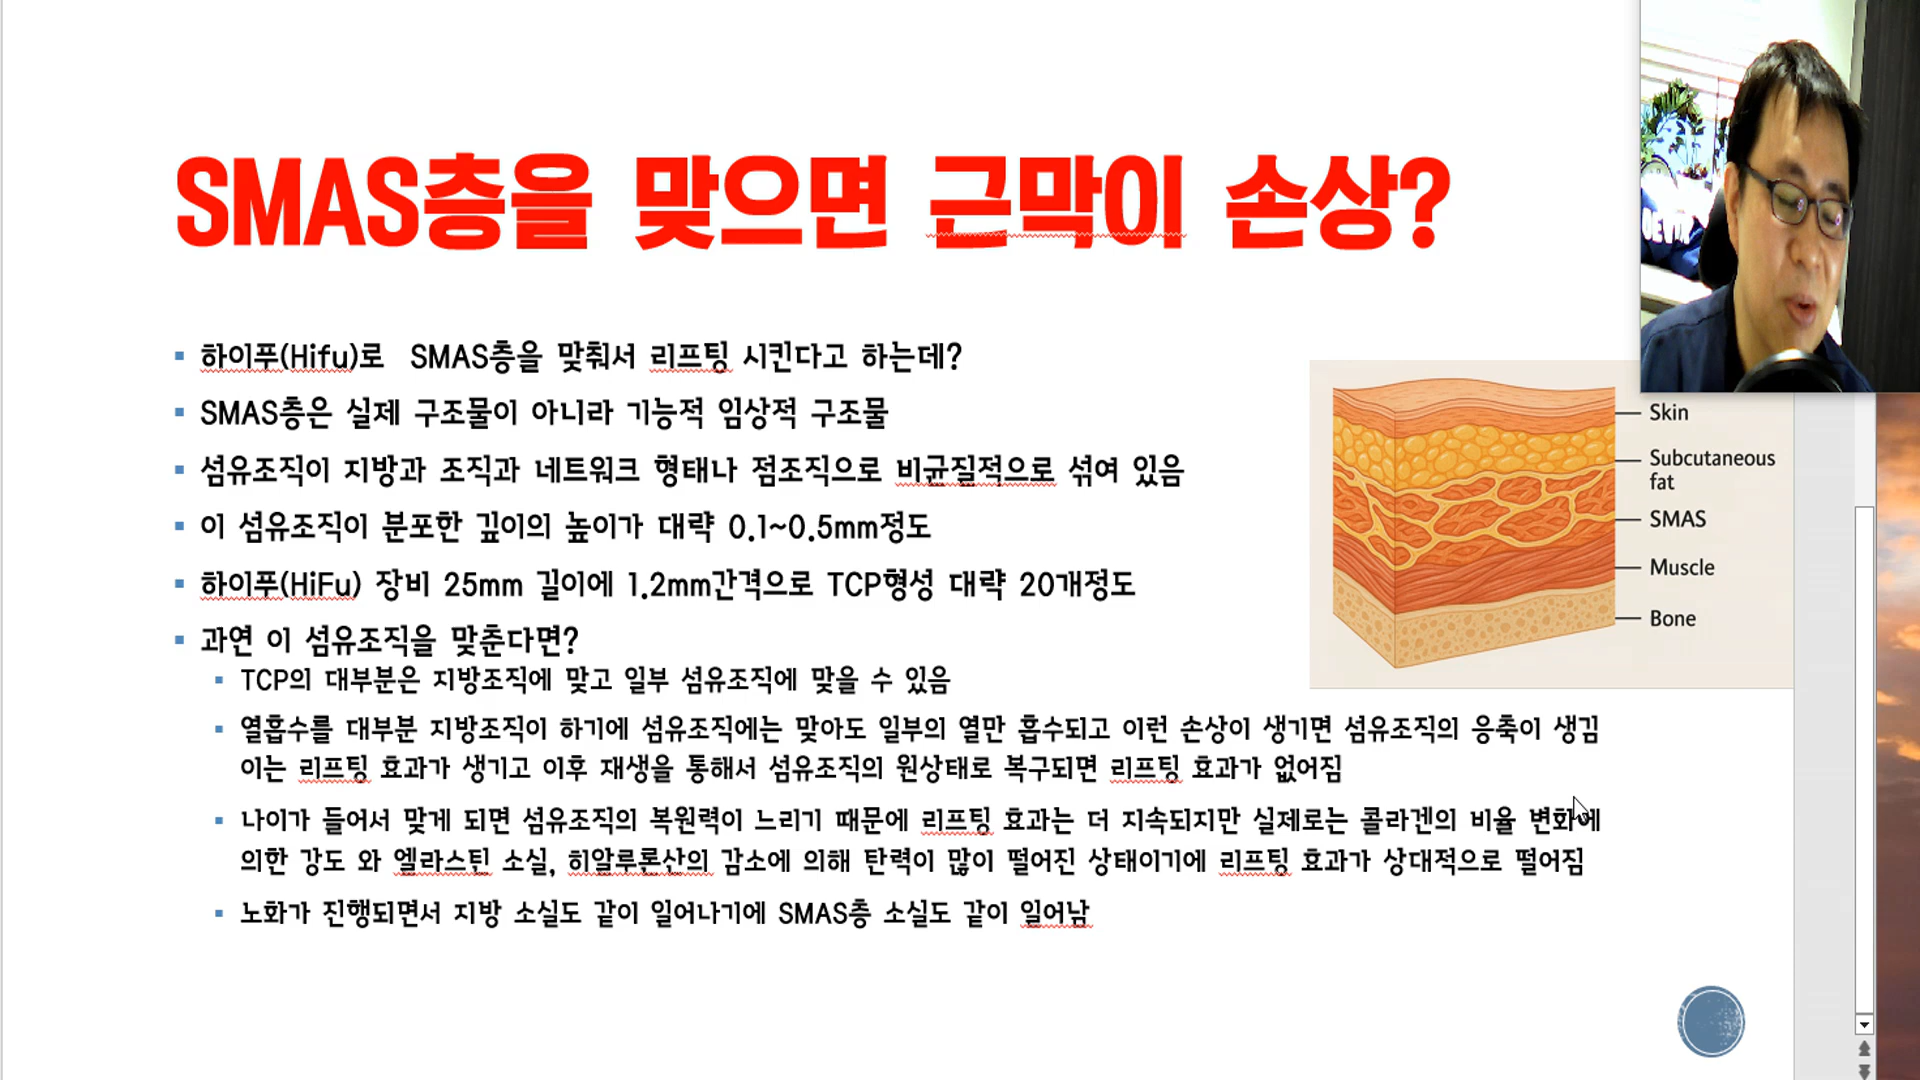 SMAS층을 맞으면 근막이 손상?
하이푸(Hifu)로 SMAS층을 맞춰서 리프팅 시킨다고 하는데?
SMAS층은 실제 구조물이 아니라 기능적 임상적 구조물
섬유조직이 지방과 조직과 네트워크 형태나 점조직으로 비균질적으로 섞여 있음
이 섬유조직이 분포한 깊이의 높이가 대략 0.1~0.5mm정도
하이푸(HiFu) 장비 25mm 길이에 1.2mm간격으로 TCP형성 대략 20개정도
과연 이 섬유조직을 맞춘다면?
TCP의 대부분은 지방조직에 맞고 일부 섬유조직에 맞을 수 있음
열흡수를 대부분 지방조직이 하기에 섬유조직에는 맞아도 일부의 열만 흡수되고 이런 손상이 생기면 섬유조직의 응축이 생김
이는 리프팅 효과가 생기고 이후 재생을 통해서 섬유조직의 원상태로 복구되면 리프팅 효과가 없어짐
나이가 들어서 맞게 되면 섬유조직의 복원력이 느리기 때문에 리프팅 효과는 더 지속되지만 실제로는 콜라겐의 비율 변화에
의한 강도 와 엘라스틴 소실, 히알루론산의 감소에 의해 탄력이 많이 떨어진 상태이기에 리프팅 효과가 상대적으로 떨어짐
노화가 진행되면서 지방 소실도 같이 일어나기에 SMAS층 소실도 같이 일어남
Skin
Subcutaneous
fat
SMAS
Muscle
Bone